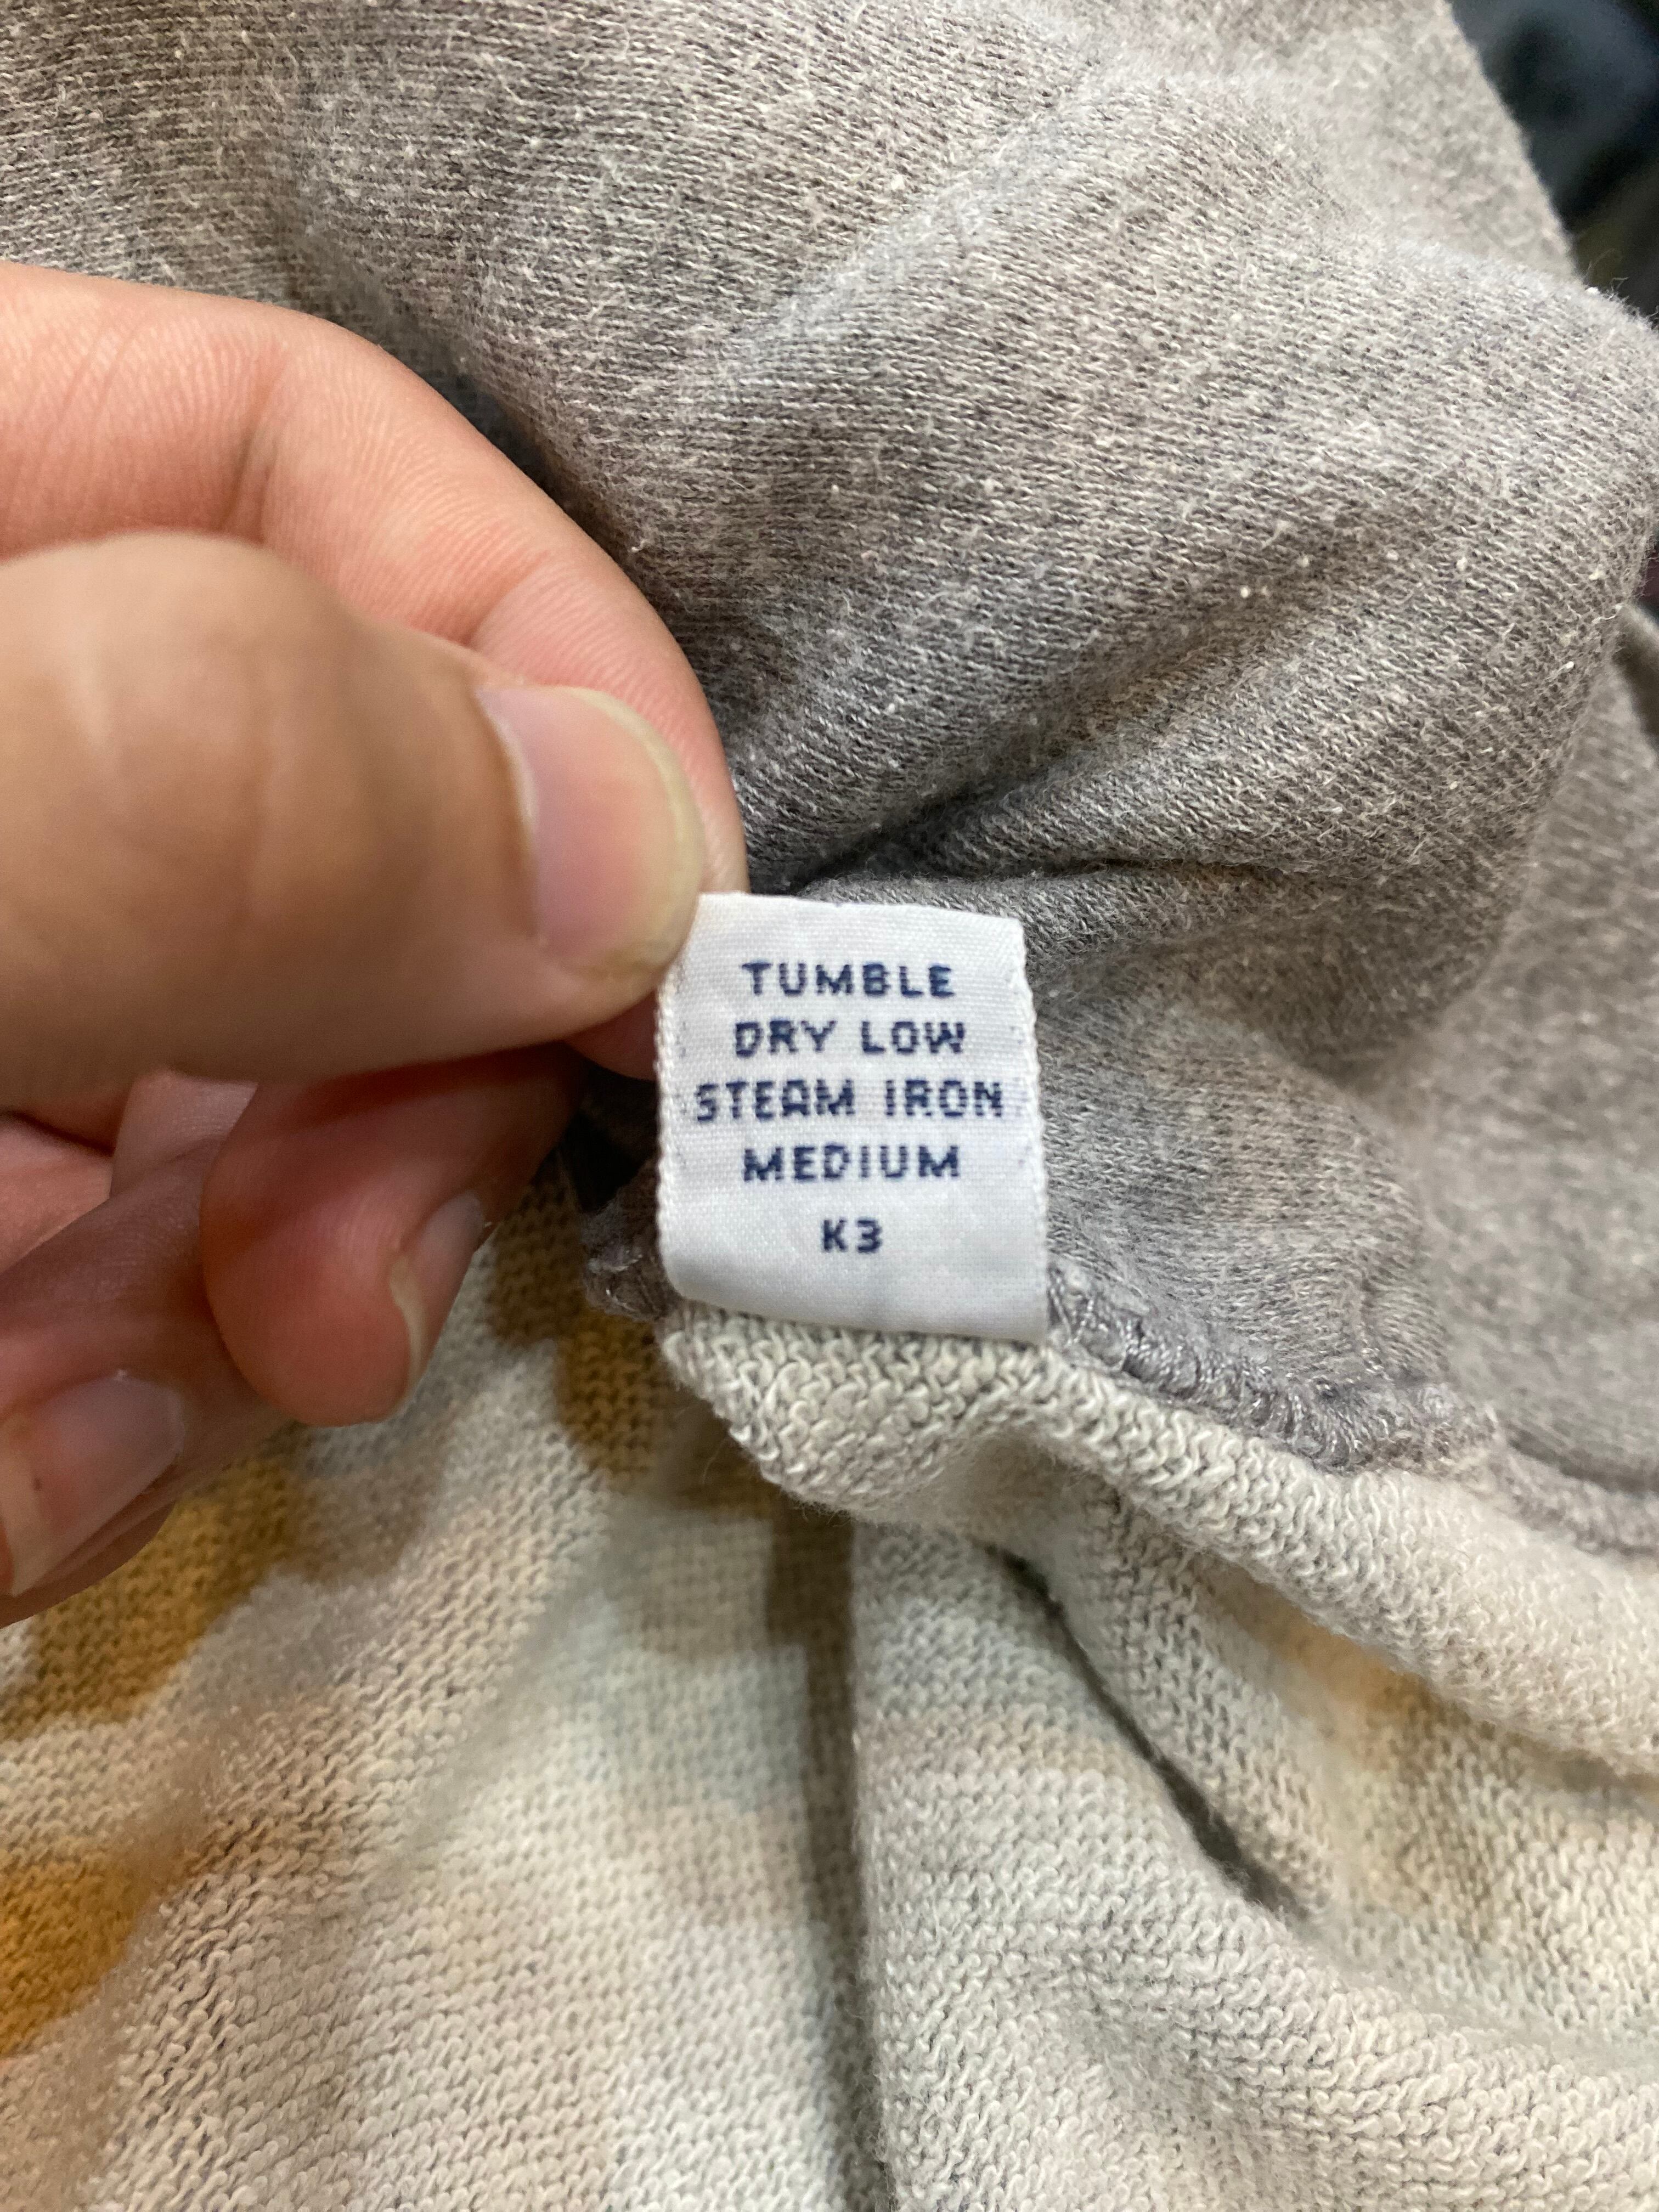 TUMBLE
DRY LOW
STEAM IRON
MEDIUM
K3